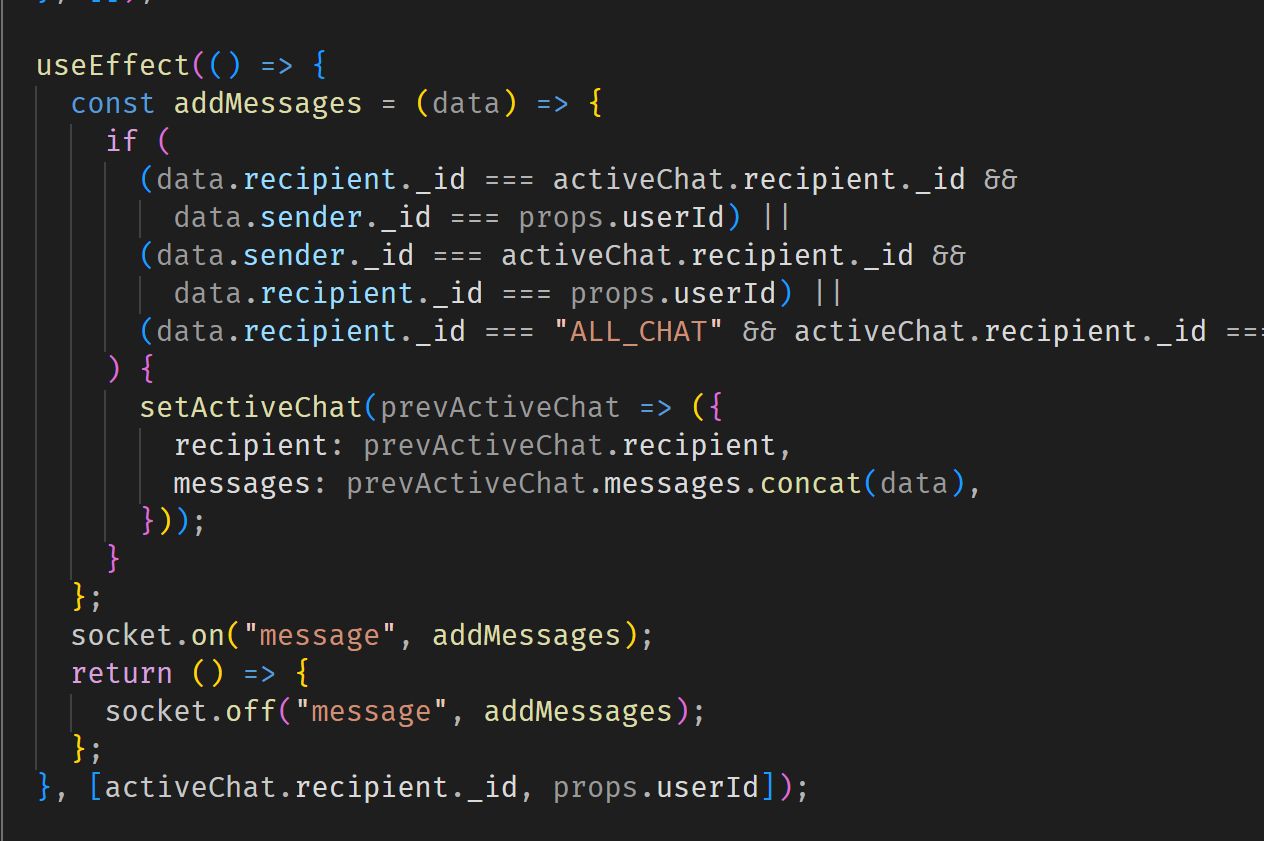 useEffect(() => {
const addMessages = (data) => {
if (
(data.recipient._id === activeChat.recipient._id &&
data.sender._id === props.userId) ||
(data.sender._id === activeChat.recipient._id &&
data.recipient._id === props.userId) ||
(data.recipient._id === "ALL_CHAT" && activeChat.recipient._id ===
) {
setActiveChat(prevActiveChat => ({
recipient: prevActiveChat.recipient,
messages: prevActiveChat.messages.concat(data),
}));
}
};
socket.on("message", addMessages);
return () => {
socket.off("message", addMessages);
};
}, [activeChat.recipient._id, props.userId]);